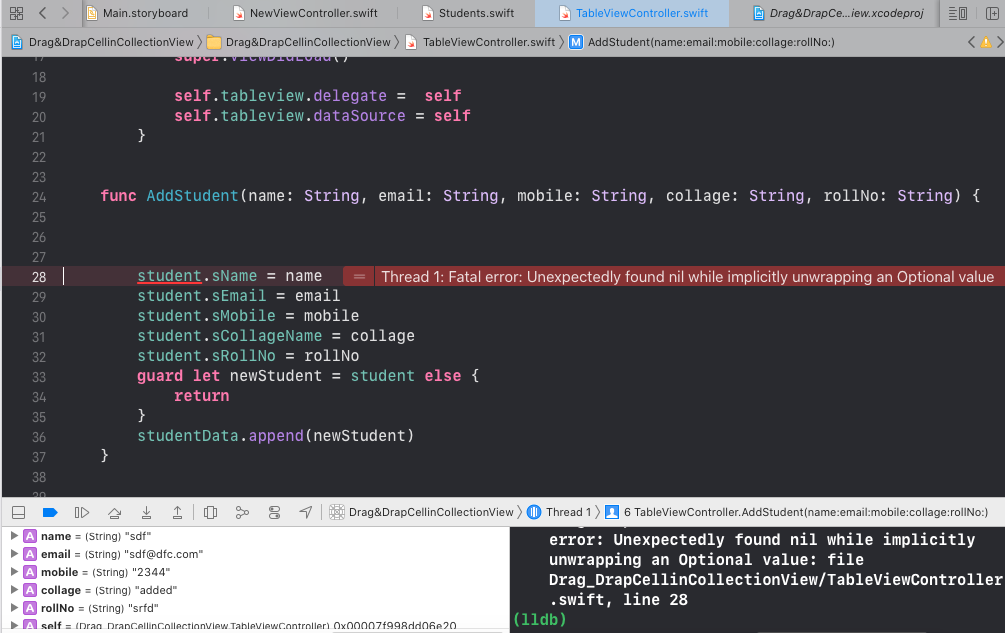 Main.storyboard NewViewController.swift Students.swift TableViewController.swift Drag&DrapCe...iew.xcodeproj
Drag&DrapCellinCollectionView Drag&DrapCellinCollectionView TableViewController.swift M AddStudent(name:email:mobile:collage:rollNo:)
17 super.viewDidLoad()
18
19 self.tableview.delegate = self
20 self.tableview.dataSource = self
21 }
22
23
24 func AddStudent(name: String, email: String, mobile: String, collage: String, rollNo: String) {
25
26
27
28 student.sName = name = Thread 1: Fatal error: Unexpectedly found nil while implicitly unwrapping an Optional value
29 student.sEmail = email
30 student.sMobile = mobile
31 student.sCollageName = collage
32 student.sRollNo = rollNo
33 guard let newStudent = student else {
34 return
35 }
36 studentData.append(newStudent)
37 }
38
39
Drag&DrapCellinCollectionView Thread 1 6 TableViewController.AddStudent(name:email:mobile:collage:rollNo:)
A name = (String) "sdf"
A email = (String) "sdf@dfc.com"
A mobile = (String) "2344"
A collage = (String) "added"
A rollNo = (String) "srfd"
A self = (Drag_DrapCellinCollectionView.TableViewController) 0x00007f998dd06e20
error: Unexpectedly found nil while implicitly
unwrapping an Optional value: file
Drag_DrapCellinCollectionView/TableViewController
.swift, line 28
(lldb)